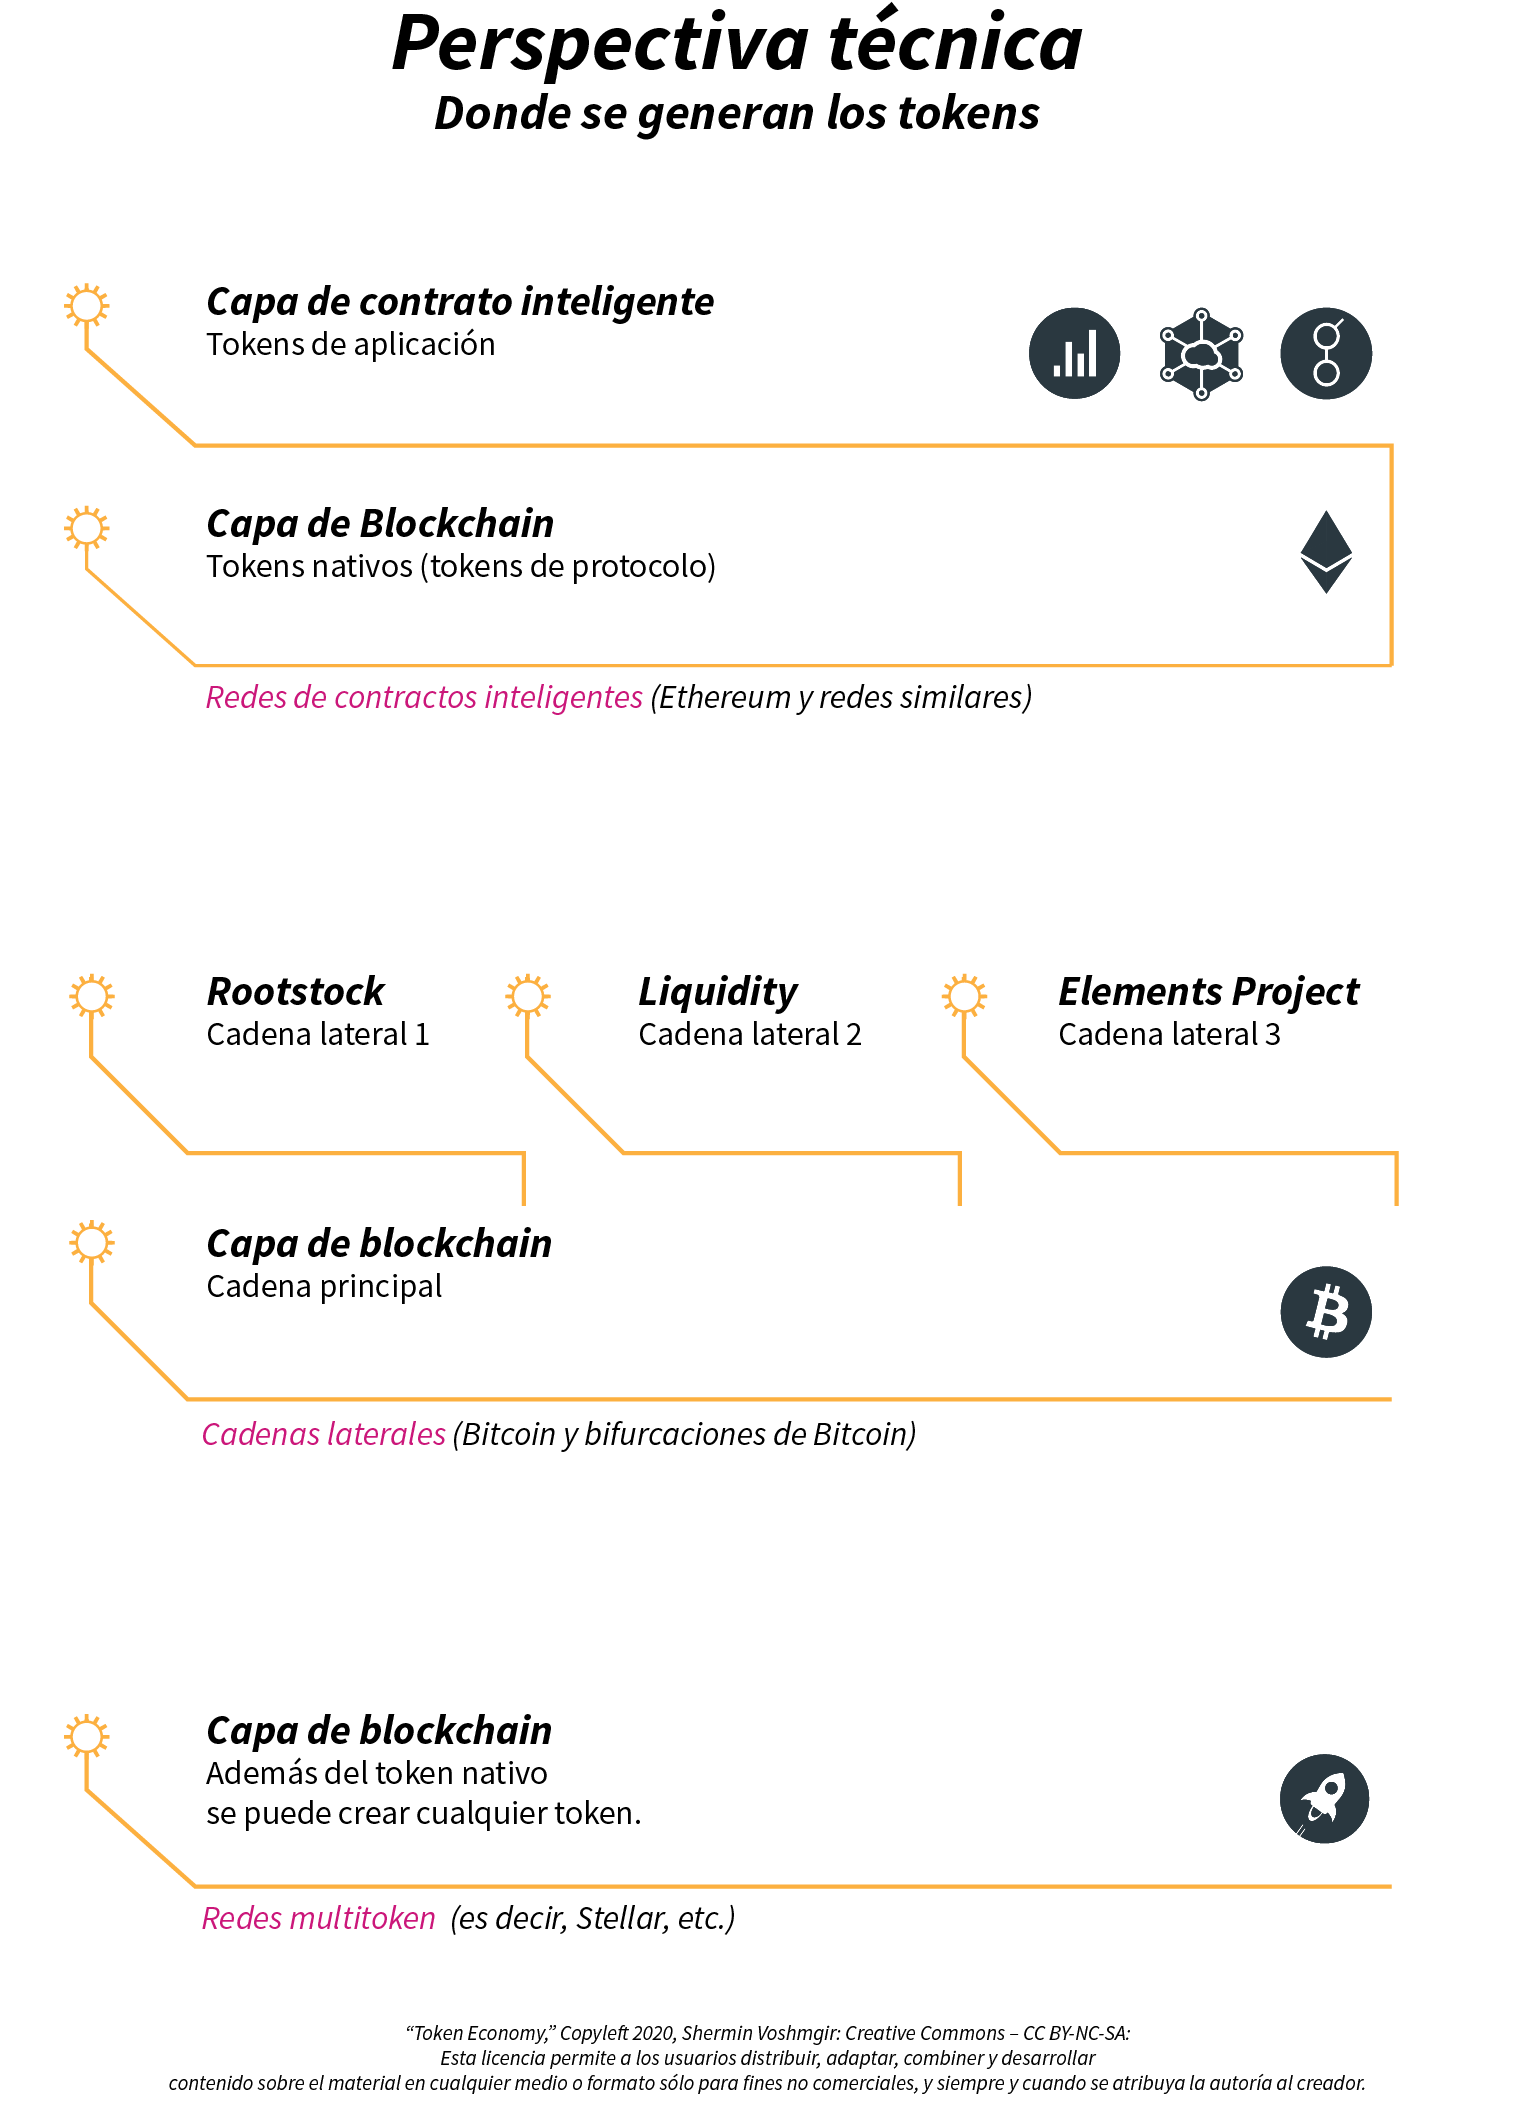 Perspectiva técnica
Donde se generan los tokens
Capa de contrato inteligente
Tokens de aplicación
Capa de Blockchain
Tokens nativos (tokens de protocolo)
Redes de contractos inteligentes (Ethereum y redes similares)
Rootstock
Cadena lateral 1
Liquidity
Cadena lateral 2
Elements Project
Cadena lateral 3
Capa de blockchain
Cadena principal
Cadenas laterales (Bitcoin y bifurcaciones de Bitcoin)
Capa de blockchain
Además del token nativo
se puede crear cualquier token.
Redes multitoken (es decir, Stellar, etc.)
“Token Economy,” Copyleft 2020, Shermin Voshmgir: Creative Commons – CC BY-NC-SA:
Esta licencia permite a los usuarios distribuir, adaptar, combiner y desarrollar
contenido sobre el material en cualquier medio o formato sólo para fines no comerciales, y siempre y cuando se atribuya la autoría al creador.